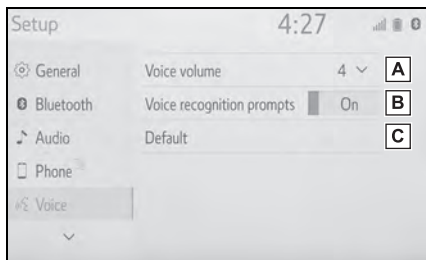 Setup 4:27
General
Voice volume 4 A
Bluetooth
Voice recognition prompts On B
Audio
Default C
Phone
Voice